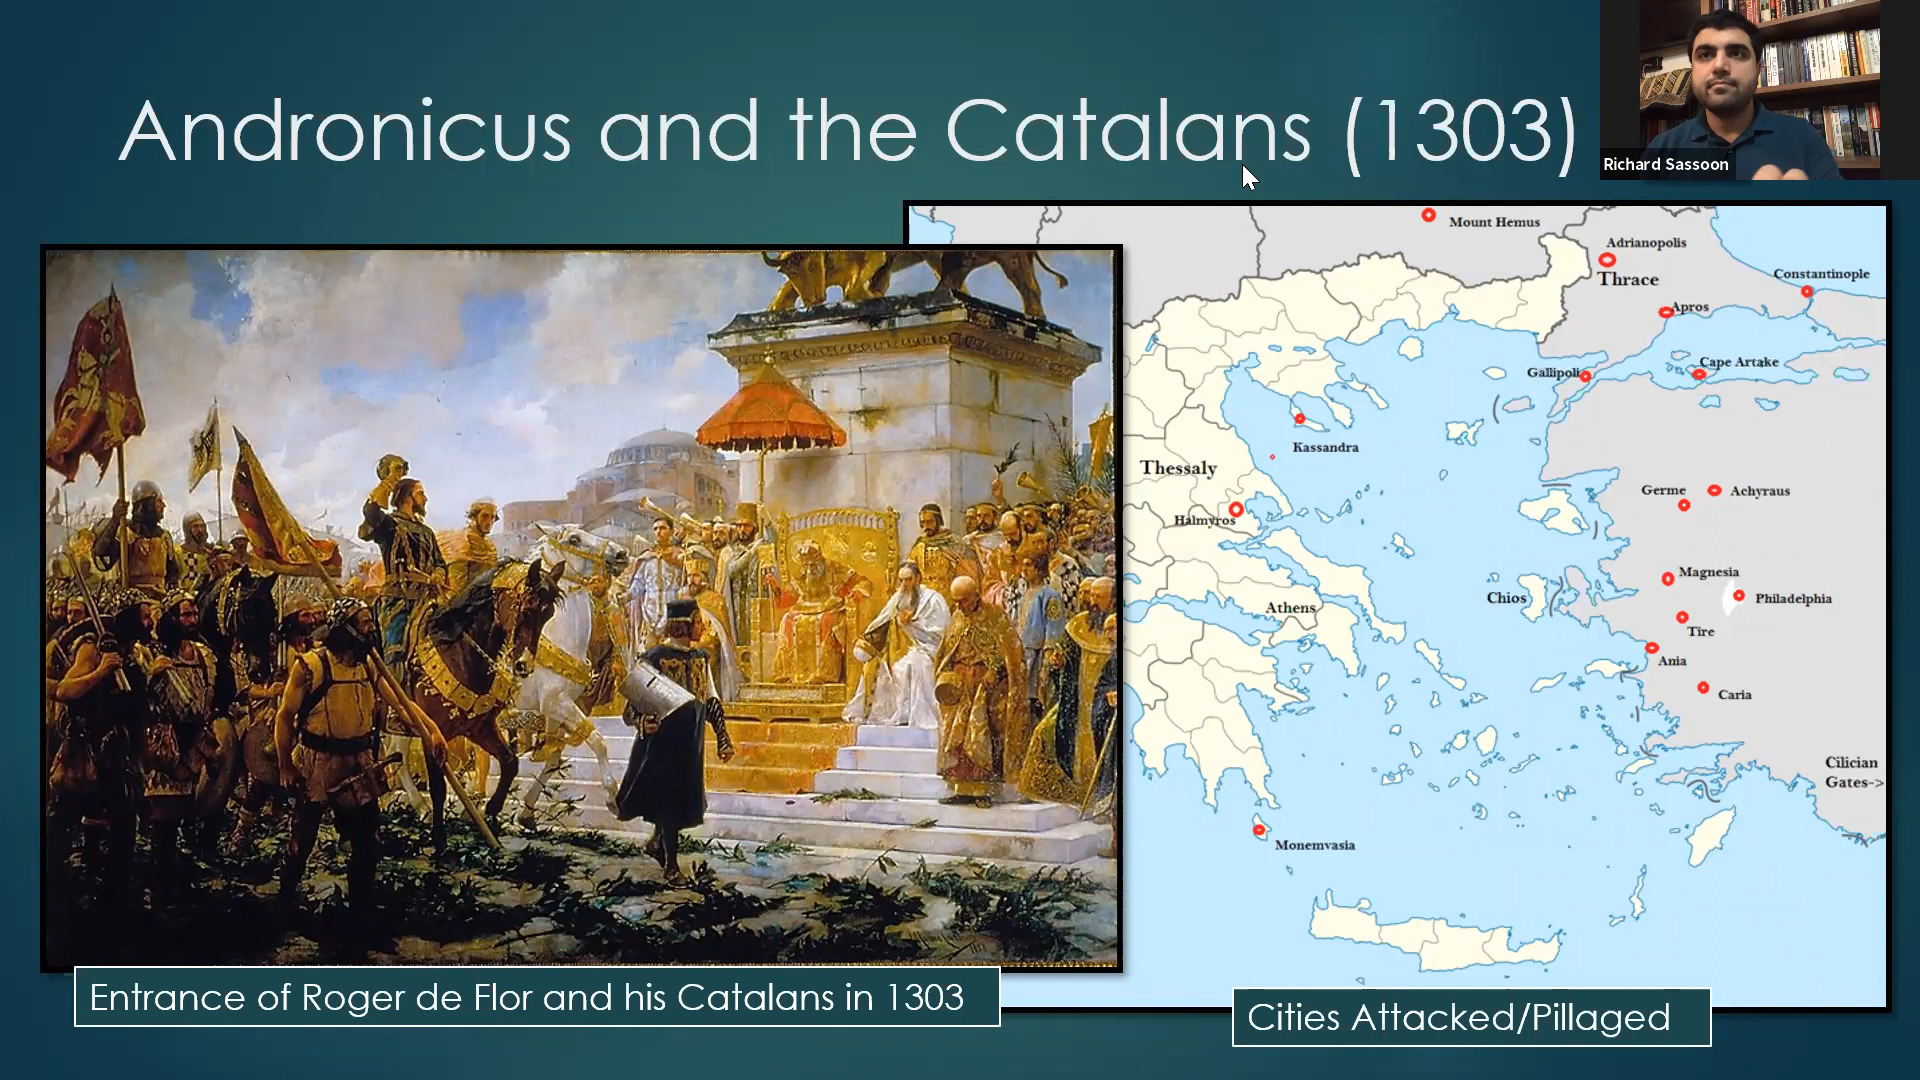 Andronicus and the Catalans (1303)
Richard Sassoon
Mount Hemus
Adrianopolis
Thrace
Constantinople
Apros
Gallipoli
Cape Artake
Kassandra
Thessaly
Halmyros
Germe
Achyraus
Magnesia
Chios
Philadelphia
Athens
Tire
Ania
Caria
Cilician
Gates->
Monemvasia
Entrance of Roger de Flor and his Catalans in 1303
Cities Attacked/Pillaged